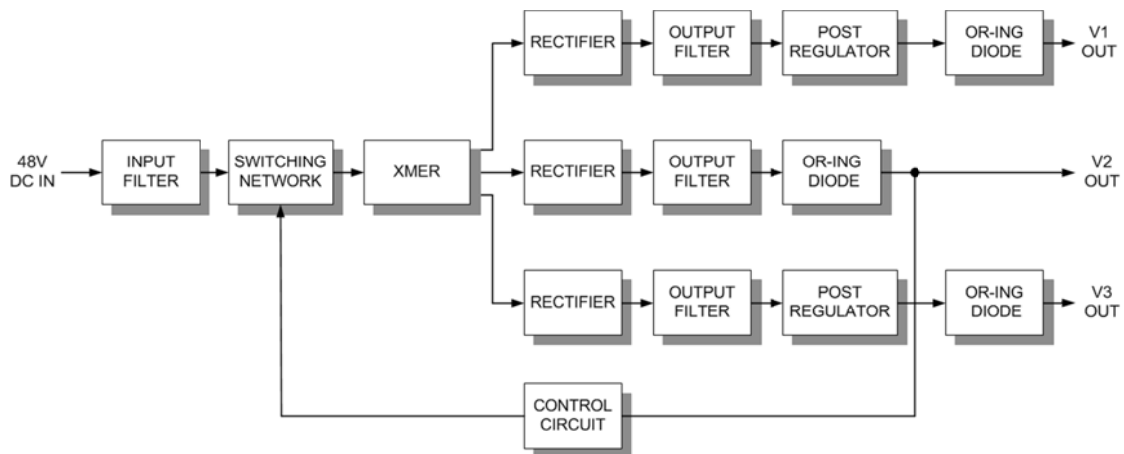 RECTIFIER
OUTPUT
FILTER
POST
REGULATOR
OR-ING
DIODE
V1
OUT
48V
DC IN
INPUT
FILTER
SWITCHING
NETWORK
XMER
RECTIFIER
OUTPUT
FILTER
OR-ING
DIODE
V2
OUT
RECTIFIER
OUTPUT
FILTER
POST
REGULATOR
OR-ING
DIODE
V3
OUT
CONTROL
CIRCUIT